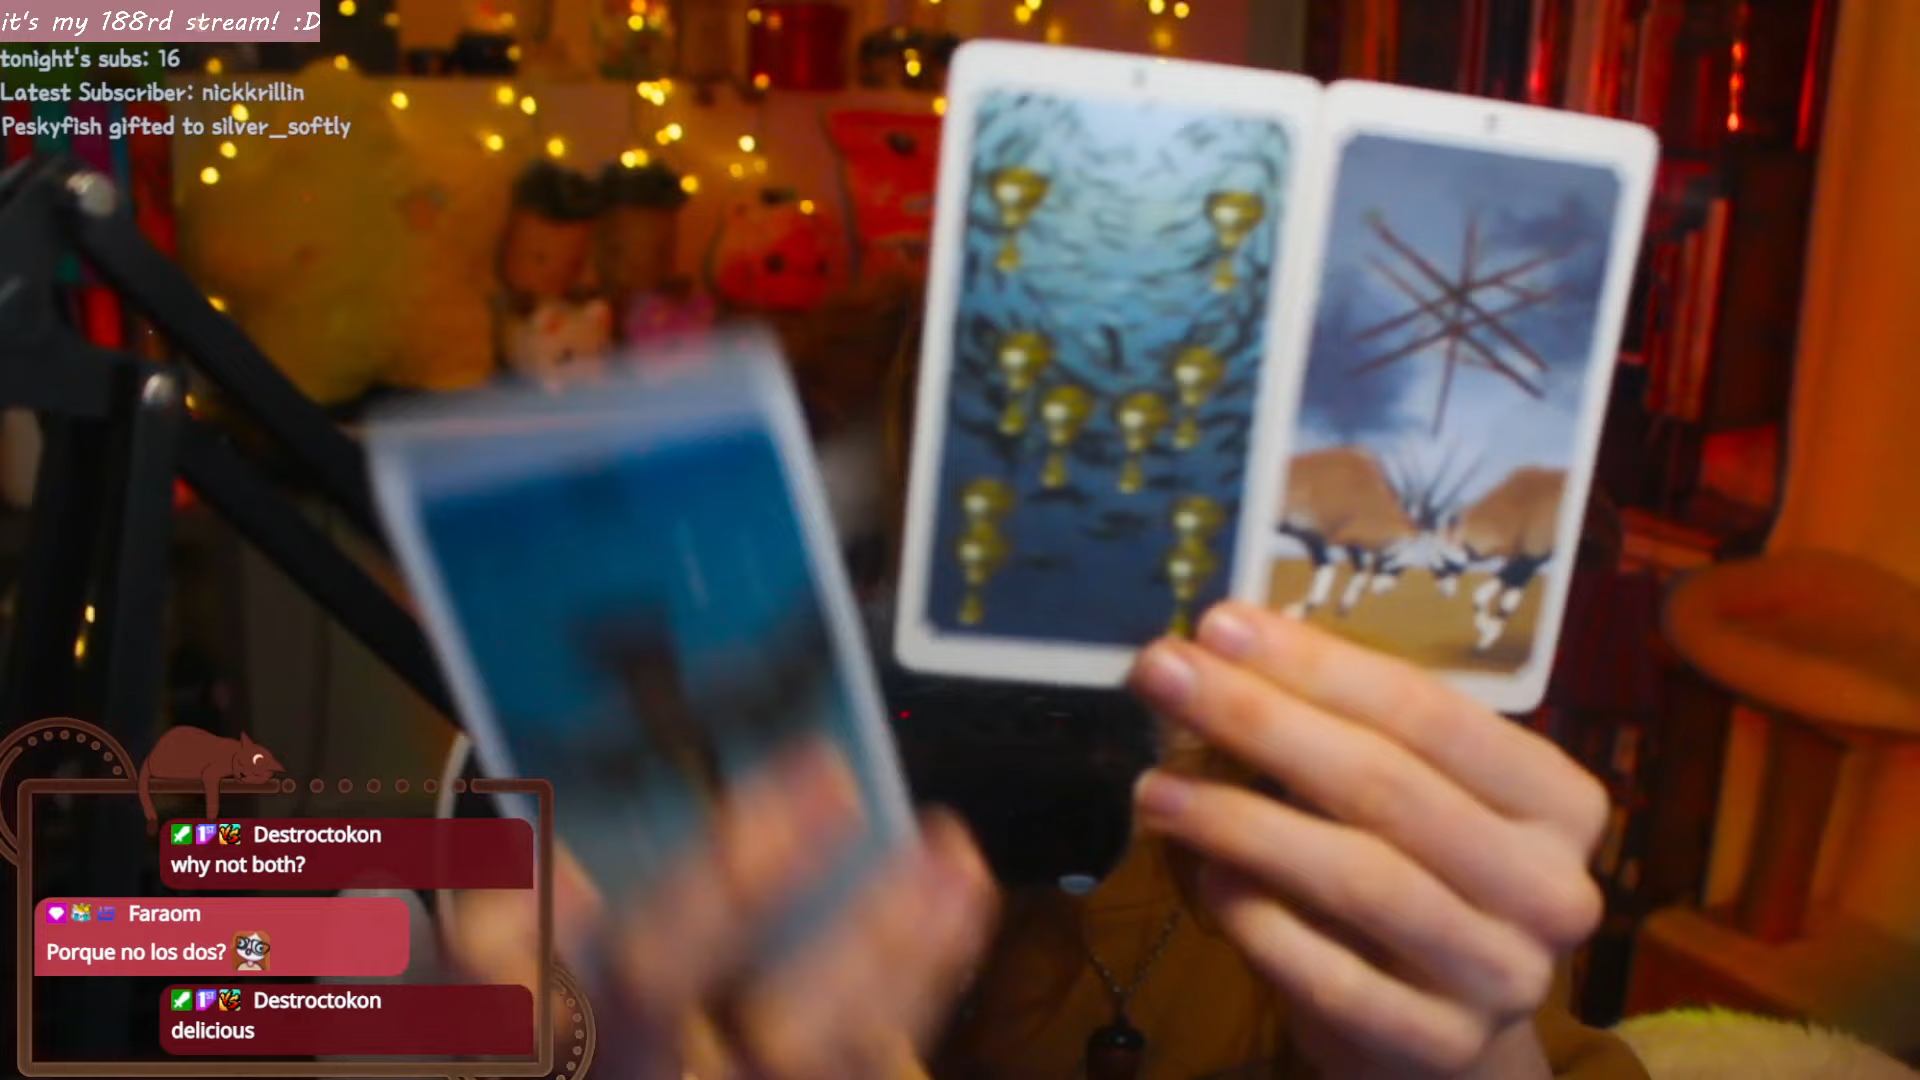 it's my 188rd stream! :D
tonight's subs: 16
Latest Subscriber: nickkrillin
Peskyfish gifted to silver_softly
Destroctokon
why not both?
Faraom
Porque no los dos?
Destroctokon
delicious